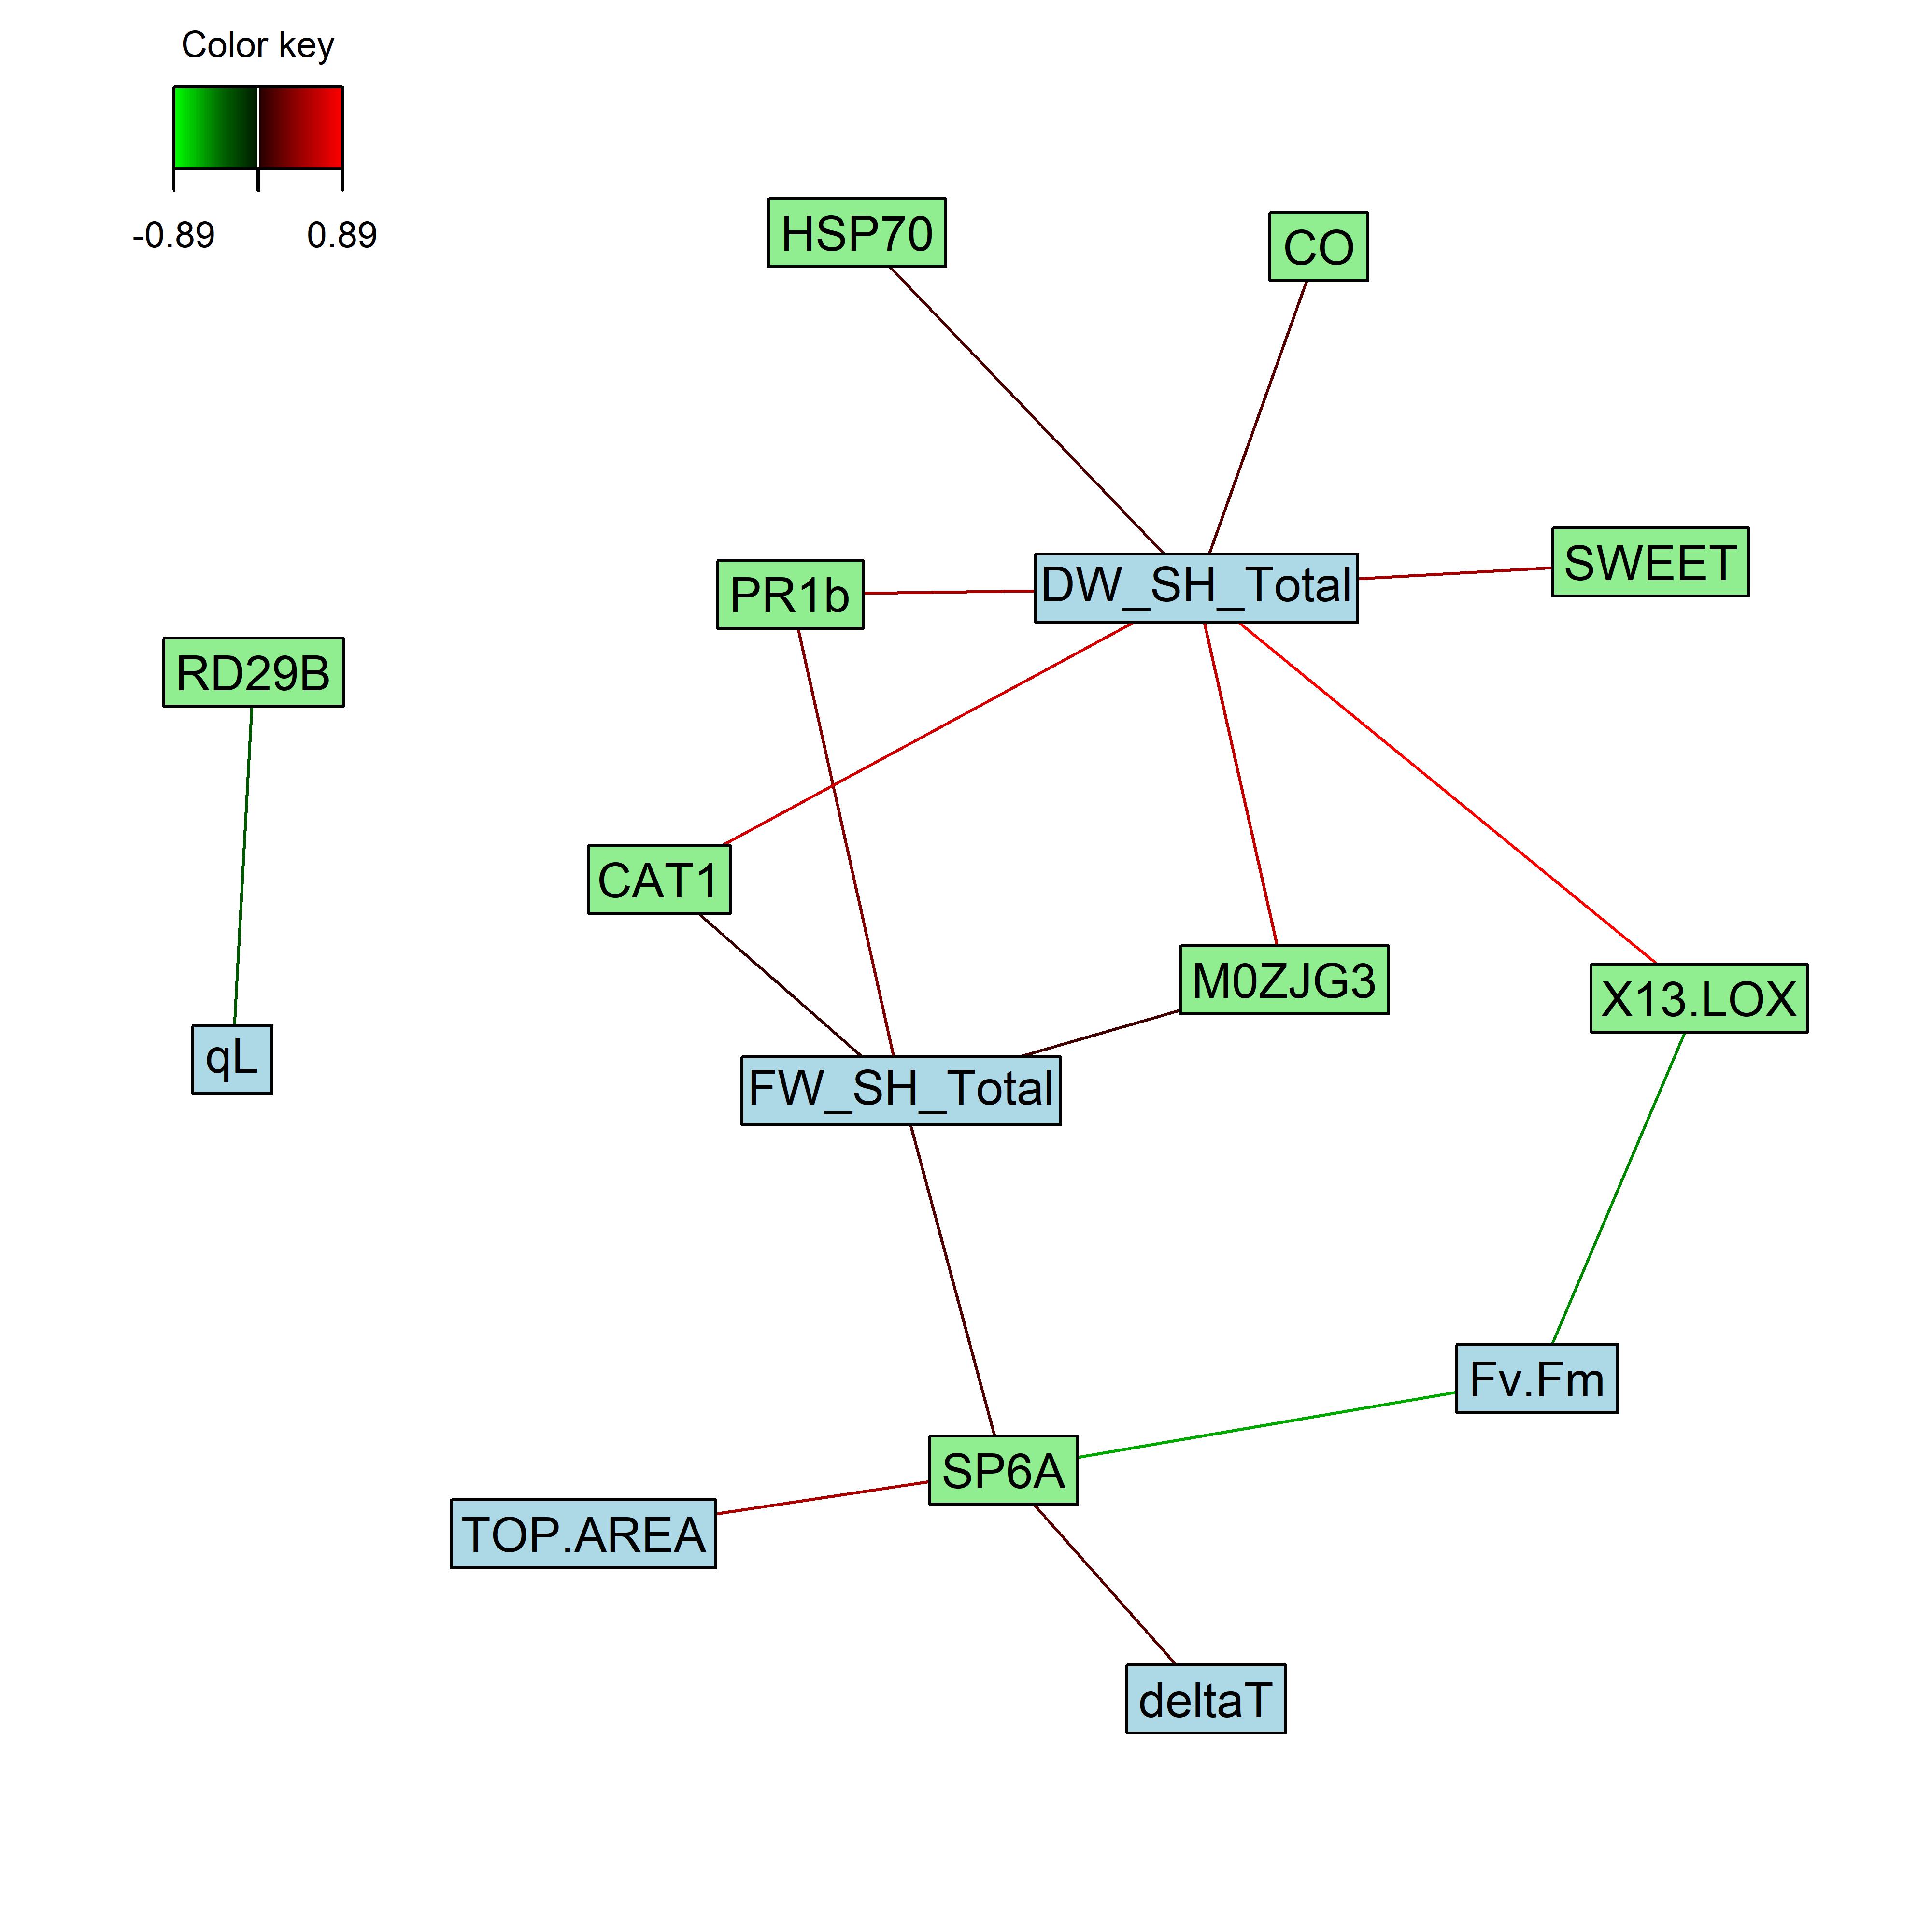 Color key
-0.89 0.89
HSP70
CO
SWEET
PR1b
DW_SH_Total
RD29B
CAT1
M0ZJG3
X13.LOX
qL
FW_SH_Total
Fv.Fm
SP6A
TOP.AREA
deltaT